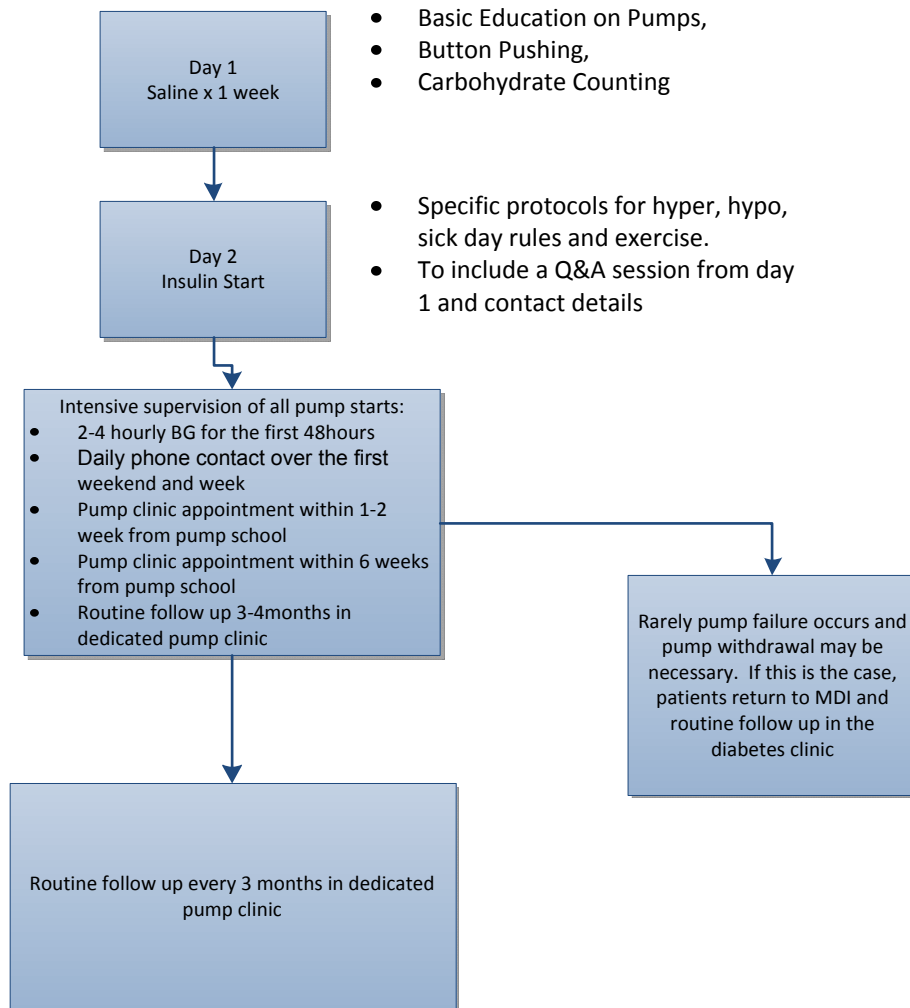 Day 1
Saline x 1 week
• Basic Education on Pumps,
• Button Pushing,
• Carbohydrate Counting
Day 2
Insulin Start
• Specific protocols for hyper, hypo,
sick day rules and exercise.
• To include a Q&A session from day
1 and contact details
Intensive supervision of all pump starts:
• 2-4 hourly BG for the first 48hours
• Daily phone contact over the first
weekend and week
• Pump clinic appointment within 1-2
week from pump school
• Pump clinic appointment within 6 weeks
from pump school
• Routine follow up 3-4months in
dedicated pump clinic
Rarely pump failure occurs and
pump withdrawal may be
necessary. If this is the case,
patients return to MDI and
routine follow up in the
diabetes clinic
Routine follow up every 3 months in dedicated
pump clinic